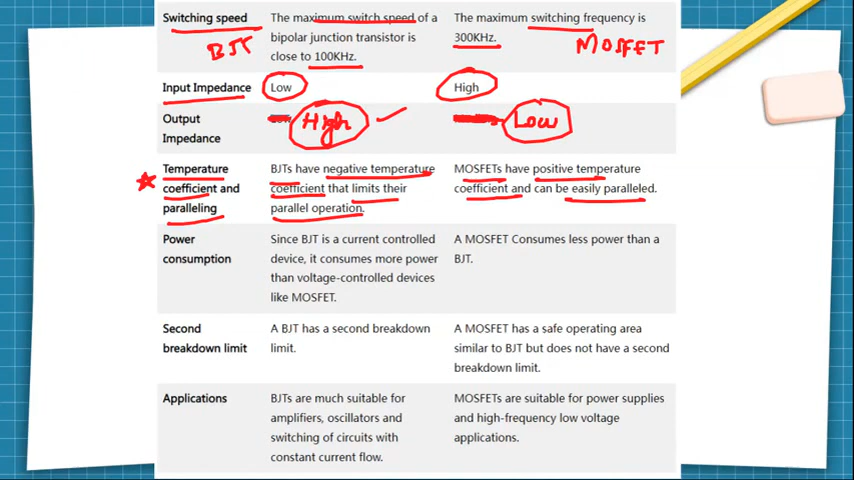 Switching speed
The maximum switch speed of a
bipolar junction transistor is
close to 100KHz.
The maximum switching frequency is
300KHz.
BJT
MOSFET
Input Impedance
Low
High
Output
Impedance
High
Low
Temperature
coefficient and
paralleling
BJTs have negative temperature
coefficient that limits their
parallel operation.
MOSFETs have positive temperature
coefficient and can be easily paralleled.
Power
consumption
Since BJT is a current controlled
device, it consumes more power
than voltage-controlled devices
like MOSFET.
A MOSFET Consumes less power than a
BJT.
Second
breakdown limit
A BJT has a second breakdown
limit.
A MOSFET has a safe operating area
similar to BJT but does not have a second
breakdown limit.
Applications
BJTs are much suitable for
amplifiers, oscillators and
switching of circuits with
constant current flow.
MOSFETs are suitable for power supplies
and high-frequency low voltage
applications.